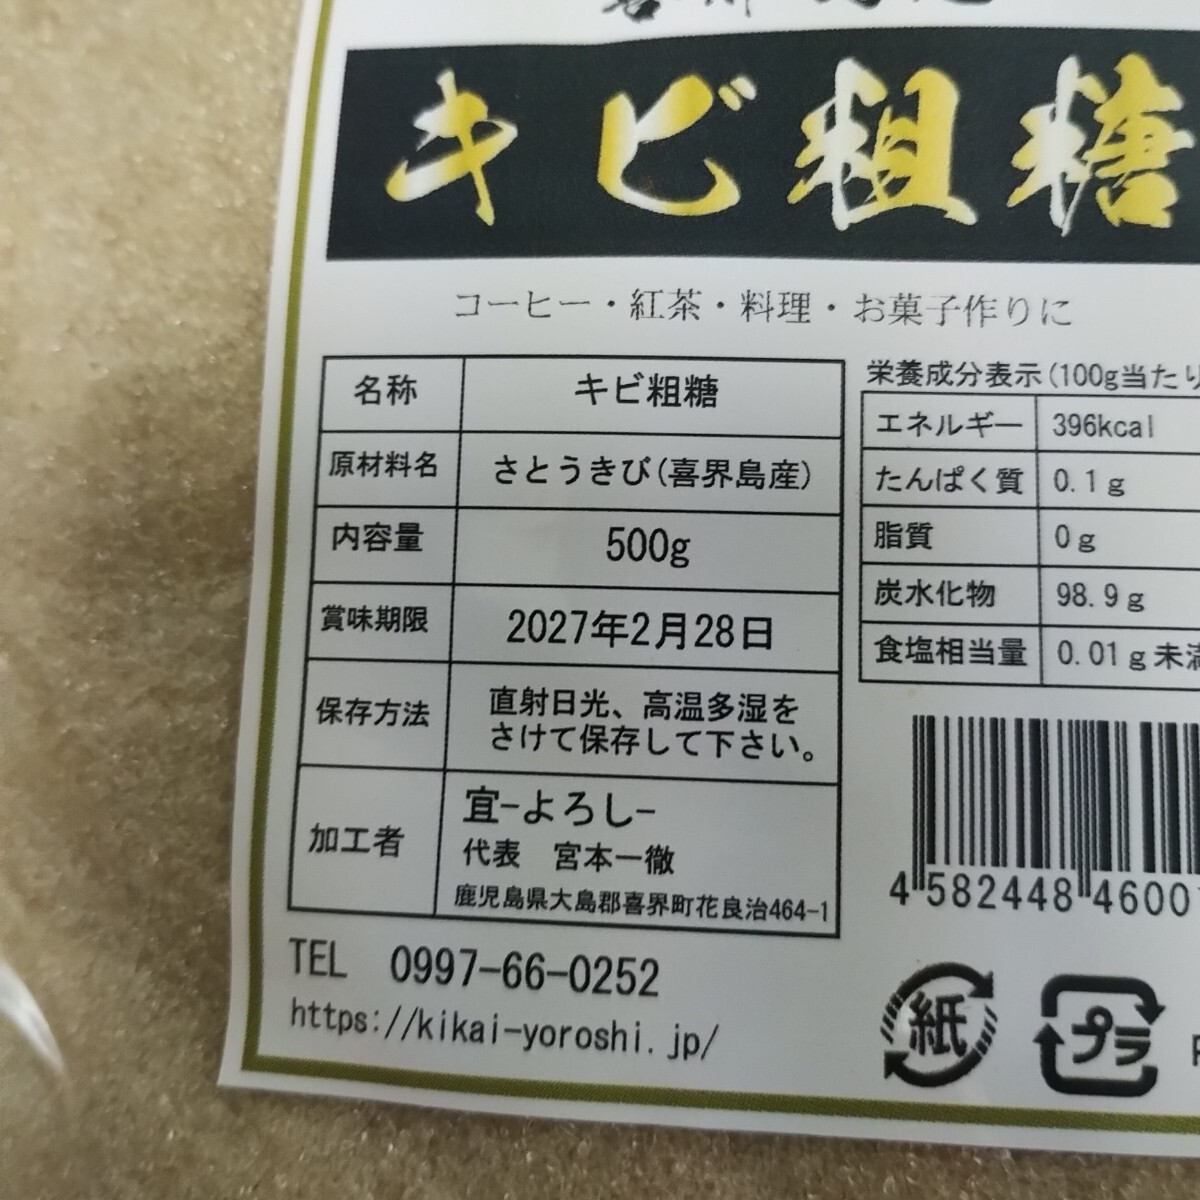 キビ粗糖
コーヒー・紅茶・料理・お菓子作りに
名称 キビ粗糖
原材料名 さとうきび(喜界島産)
内容量 500g
賞味期限 2027年2月28日
保存方法 直射日光、高温多湿を
さけて保存して下さい。
加工者 宜-よろし-
代表 宮本一徹
鹿児島県大島郡喜界町花良治464-1
TEL 0997-66-0252
https://kikai-yoroshi.jp/
栄養成分表示(100g当たり
エネルギー 396kcal
たんぱく質 0.1g
脂質 0g
炭水化物 98.9g
食塩相当量 0.01g未満
4 582448 4600
紙
プラ